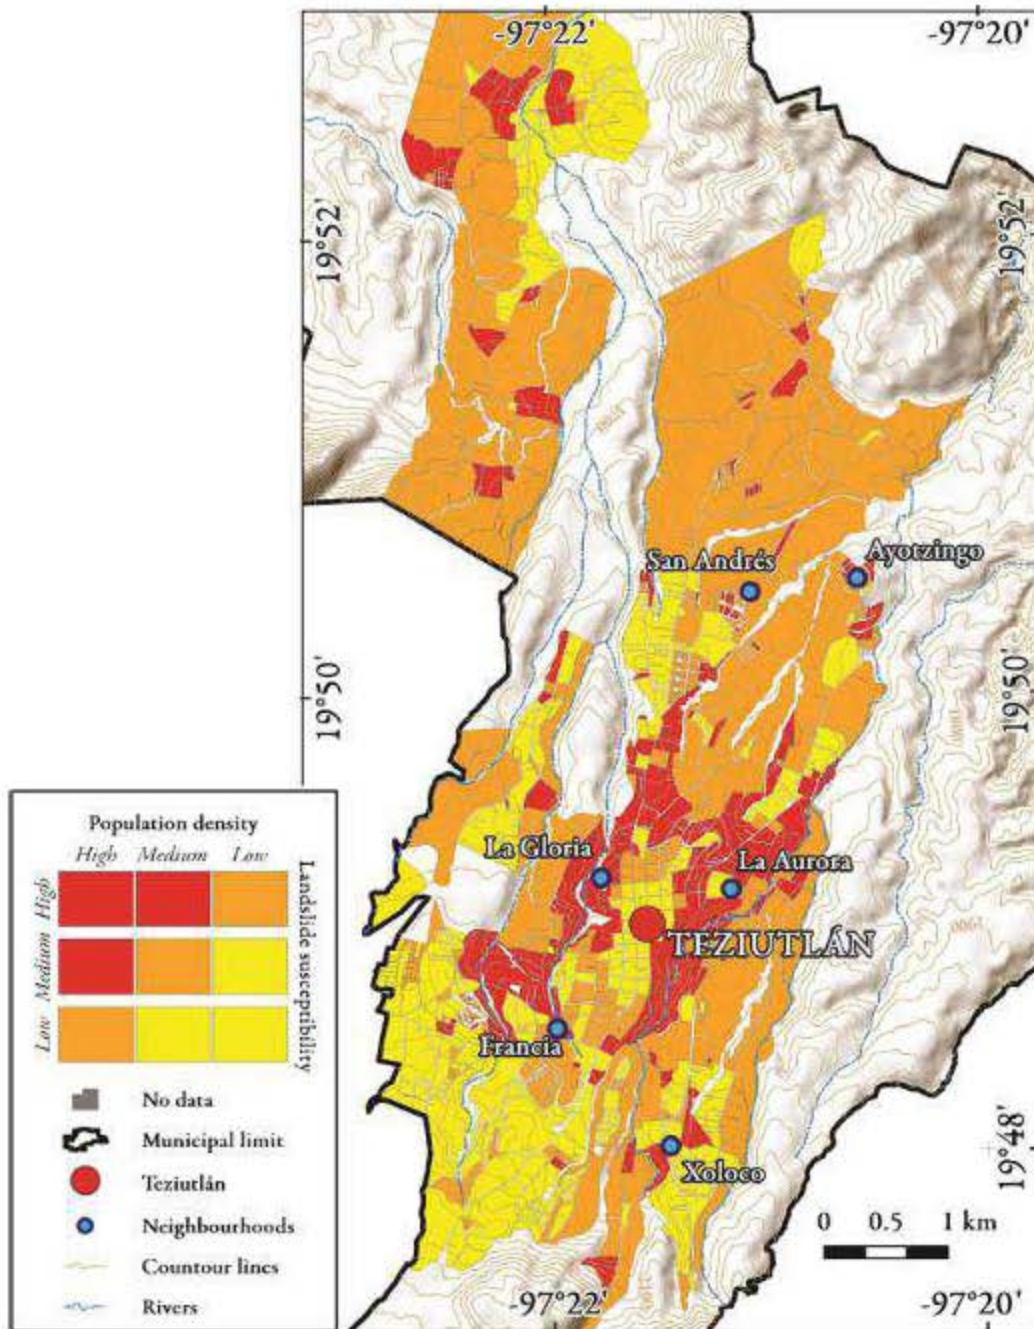 -97°22'
-97°20'
19°52'
19°52'
San Andrés
Ayotzingo
19°50'
19°50'
La Gloria
La Aurora
TEZIUTLÁN
Francia
Xoloco
19°48'
0 0.5 1 km
-97°22'
-97°20'
1900
Population density
High Medium Low
Landslide susceptibility
High
Medium
Low
No data
Municipal limit
Teziutlán
Neighbourhoods
Countour lines
Rivers